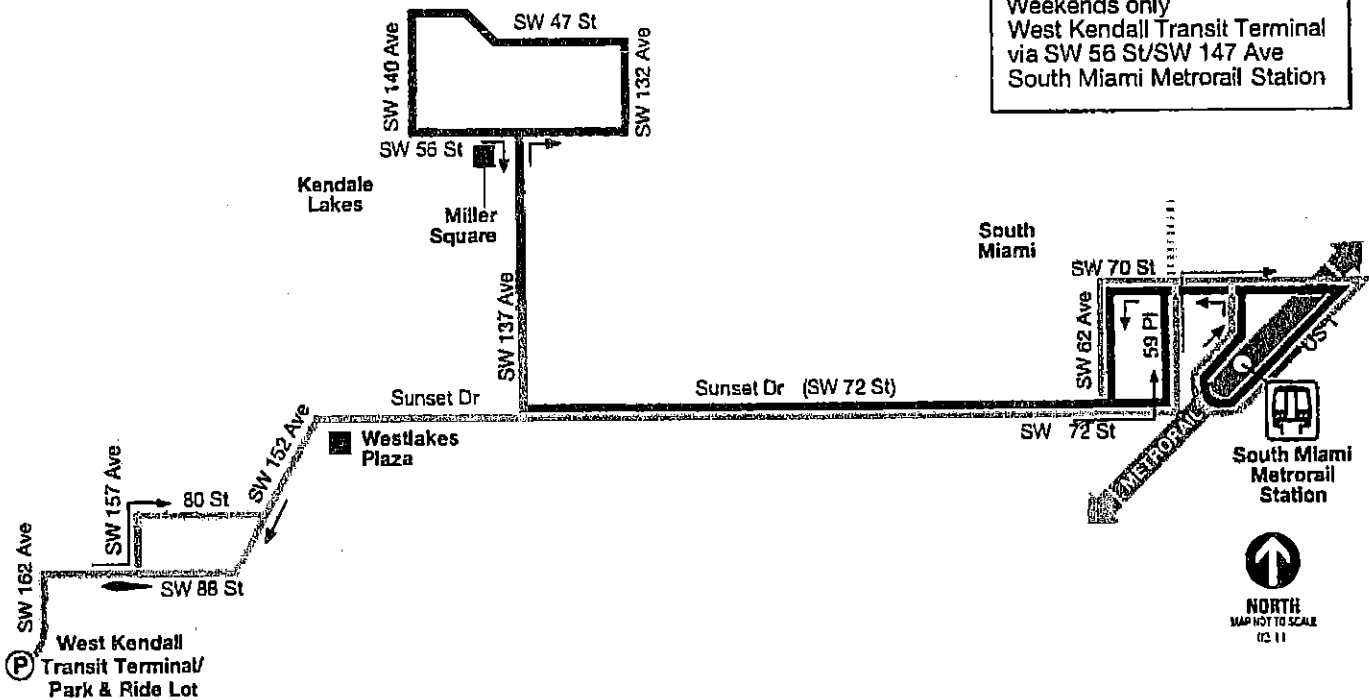 Weekends only
West Kendall Transit Terminal
via SW 56 St/SW 147 Ave
South Miami Metrorail Station
SW 47 St
SW 140 Ave
SW 132 Ave
SW 56 St
Kendale
Lakes
Miller
Square
SW 137 Ave
South
Miami
SW 70 St
SW 62 Ave
59 Pl
US-1
Sunset Dr
Sunset Dr (SW 72 St)
SW 72 St
METRORAIL
South Miami
Metrorail
Station
Westlakes
Plaza
SW 152 Ave
SW 157 Ave
80 St
SW 162 Ave
SW 88 St
P
West Kendall
Transit Terminal/
Park & Ride Lot
NORTH
MAP NOT TO SCALE